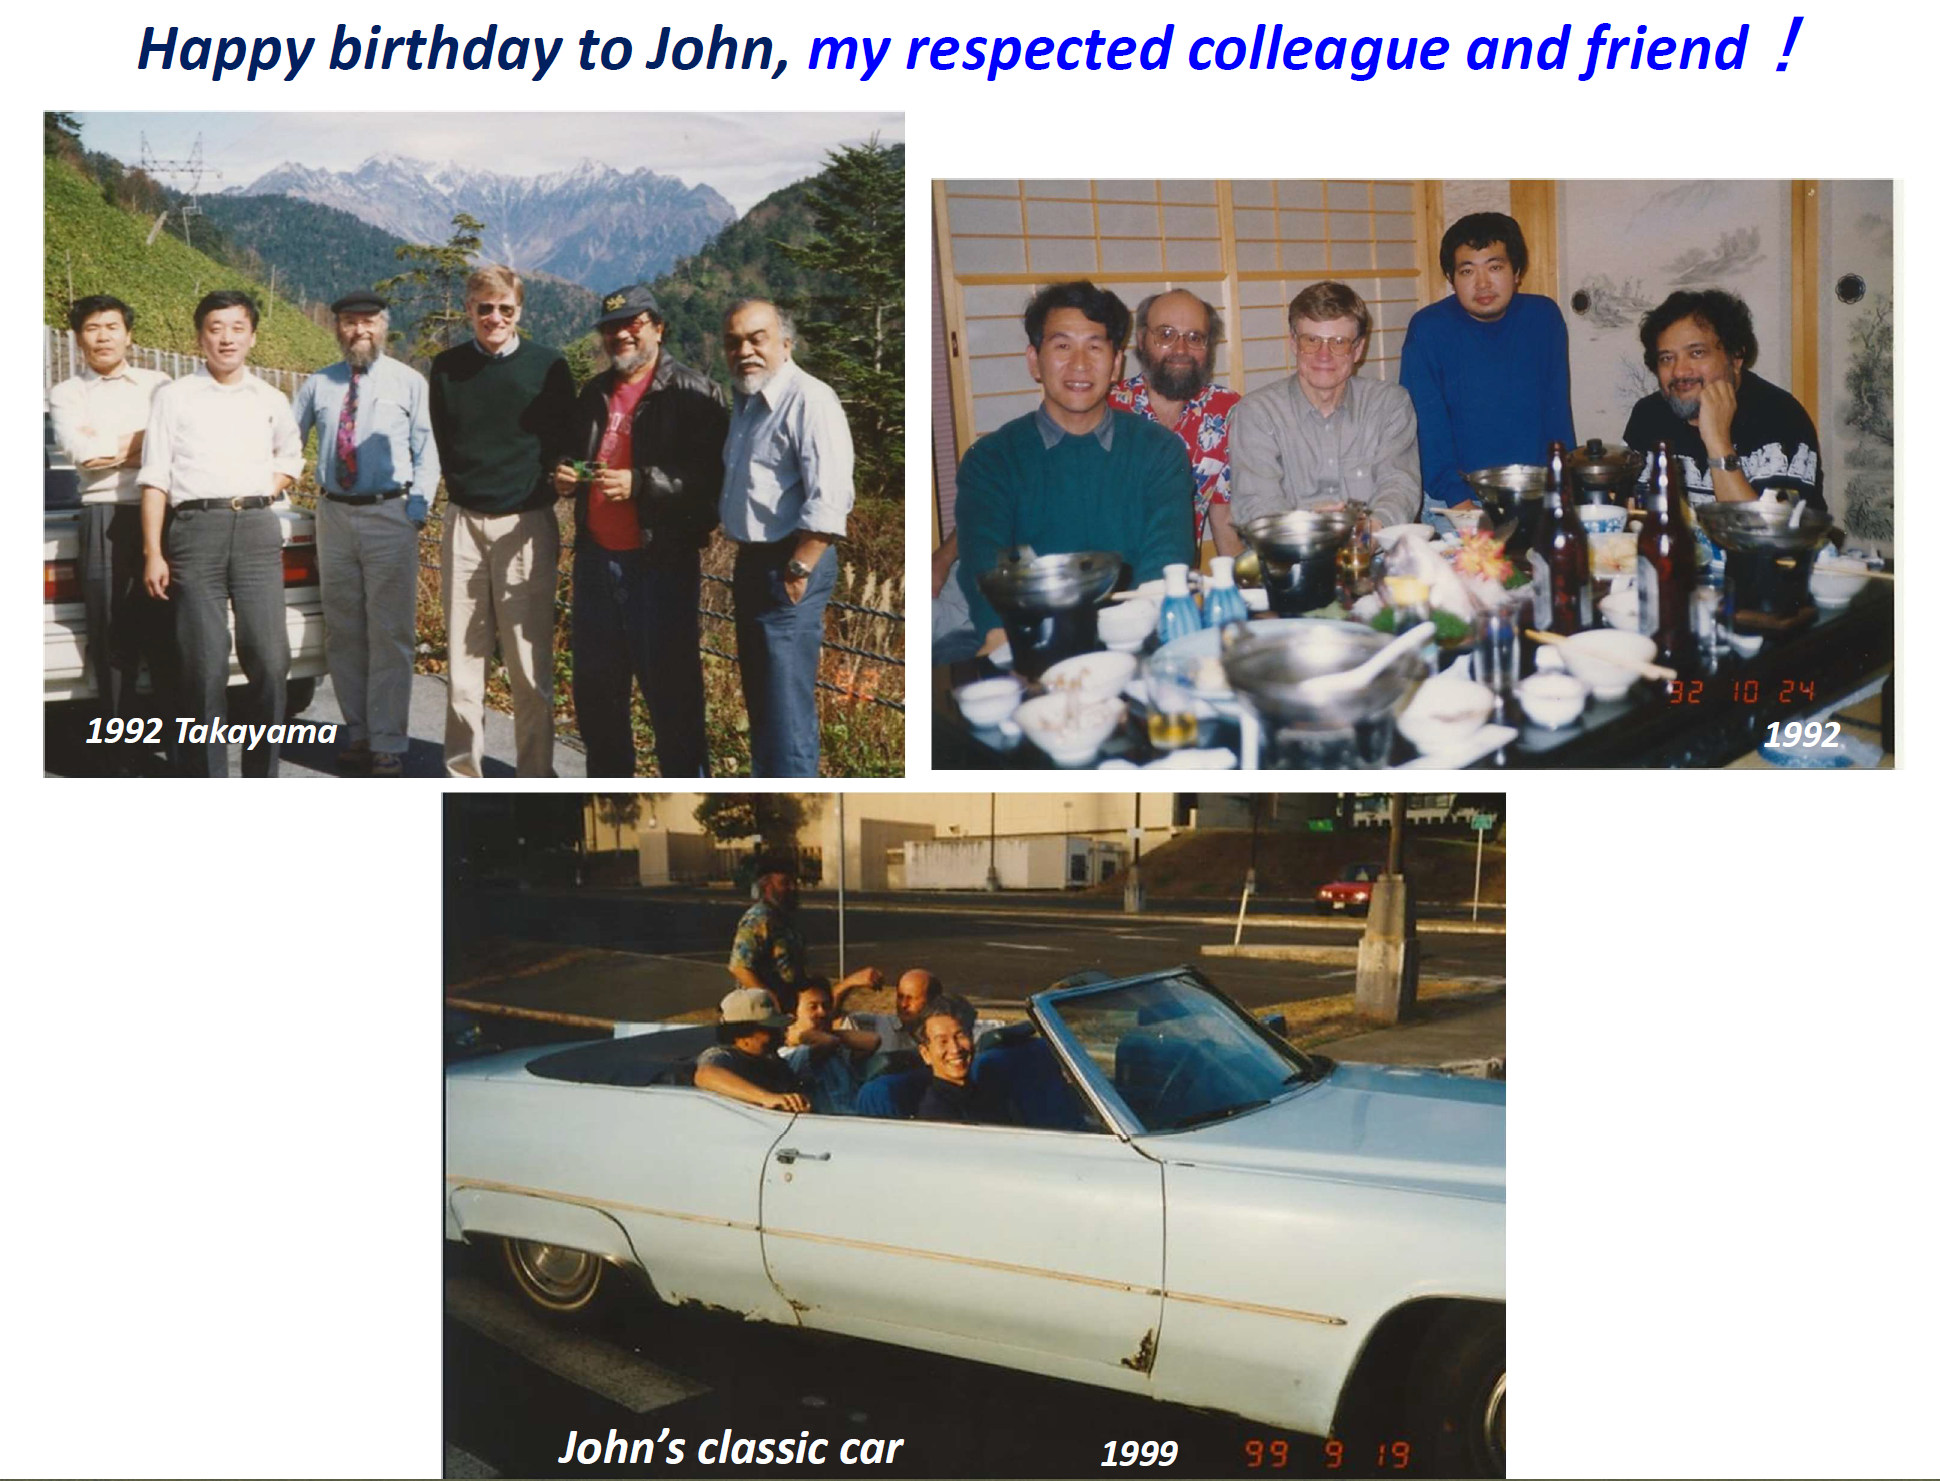 Happy birthday to John, my respected colleague and friend！
1992 Takayama
92 10 24
1992
John's classic car
1999
99 9 19